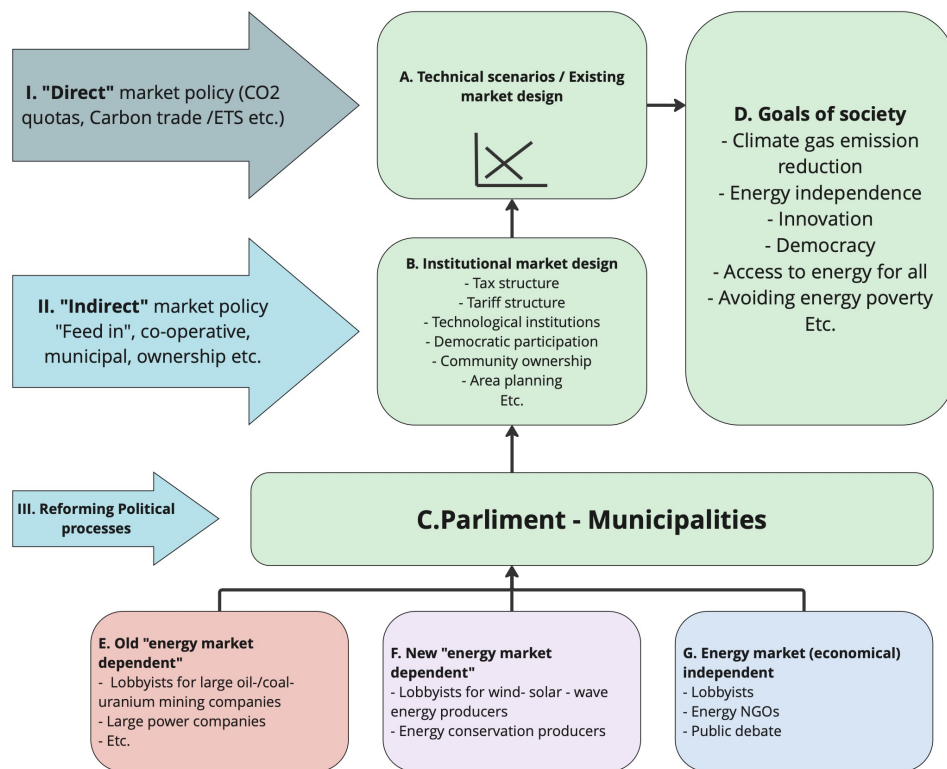 I. "Direct" market policy (CO2
quotas, Carbon trade /ETS etc.)
A. Technical scenarios / Existing
market design
D. Goals of society
- Climate gas emission
reduction
- Energy independence
- Innovation
- Democracy
- Access to energy for all
- Avoiding energy poverty
Etc.
II. "Indirect" market policy
"Feed in", co-operative,
municipal, ownership etc.
B. Institutional market design
- Tax structure
- Tariff structure
- Technological institutions
- Democratic participation
- Community ownership
- Area planning
Etc.
III. Reforming Political
processes
C.Parliment - Municipalities
E. Old "energy market
dependent"
- Lobbyists for large oil-/coal-
uranium mining companies
- Large power companies
- Etc.
F. New "energy market
dependent"
- Lobbyists for wind- solar - wave
energy producers
- Energy conservation producers
G. Energy market (economical)
independent
- Lobbyists
- Energy NGOs
- Public debate